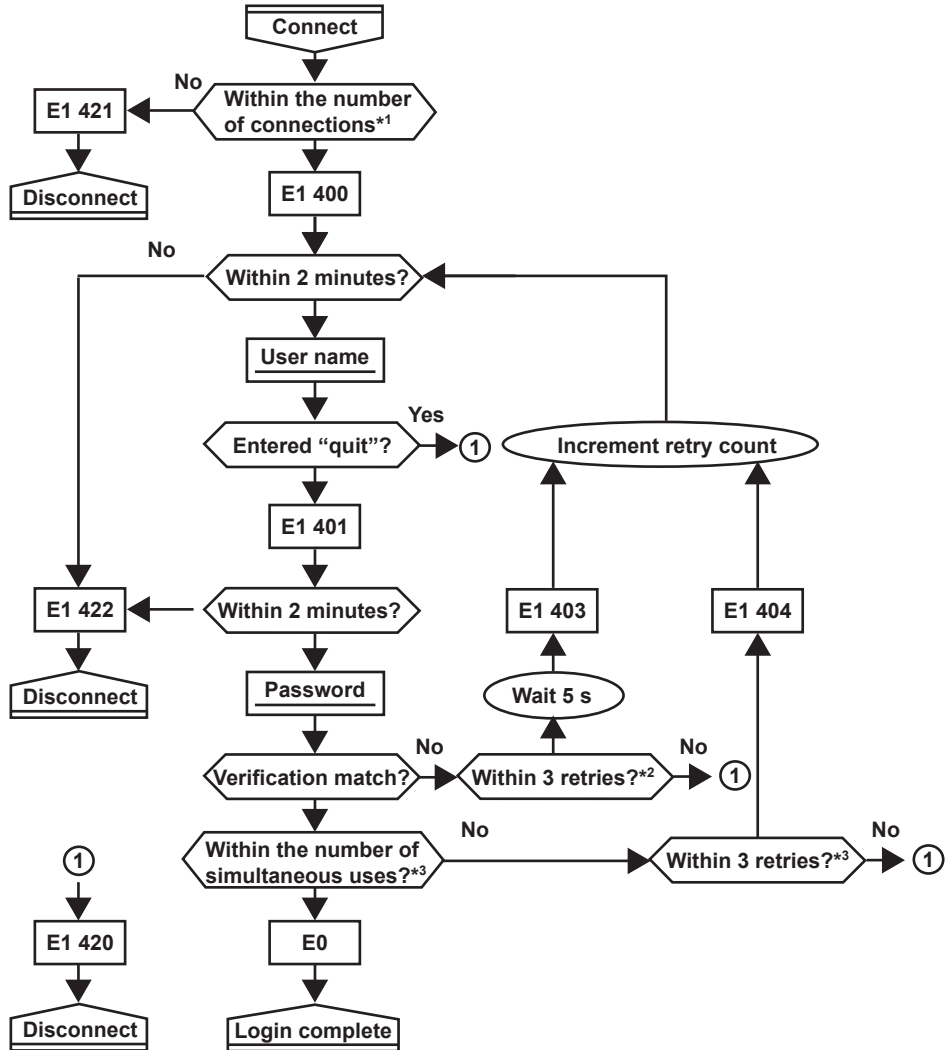 Connect
No
Within the number
of connections*1
E1 421
Disconnect
E1 400
No
Within 2 minutes?
User name
Yes
Entered “quit”?
1
Increment retry count
E1 401
E1 422
Within 2 minutes?
E1 403
E1 404
Disconnect
Password
Wait 5 s
No
No
Verification match?
Within 3 retries?*2
1
No
No
1
Within the number of
simultaneous uses?*3
Within 3 retries?*3
1
E1 420
E0
Disconnect
Login complete